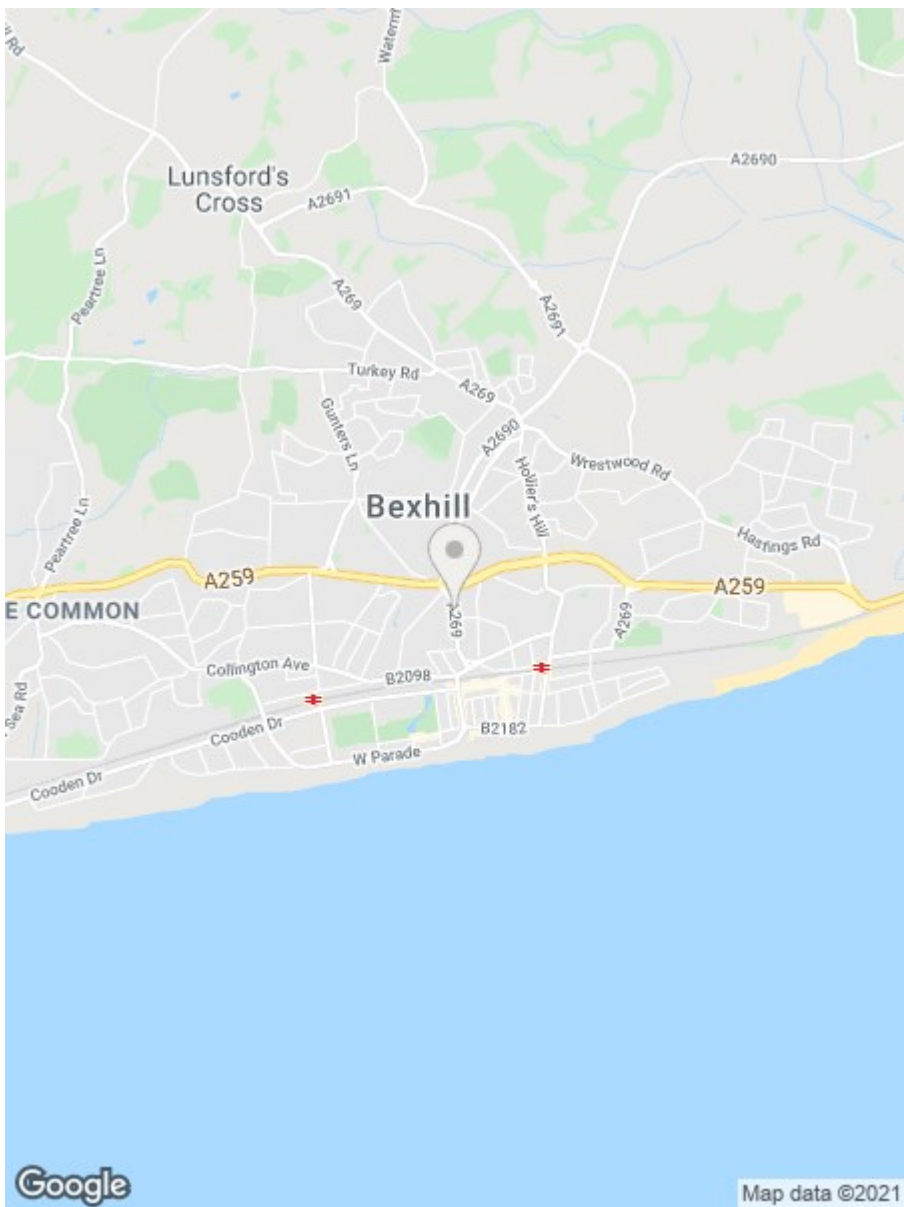 y Rd
Waterm
Lunsford's
Cross
A2690
A2691
Peartree Ln
A269
A2691
Turkey Rd
A269
Gunters Ln
A2690
Hollier's Hill
Wrestwood Rd
Peartree Ln
Bexhill
Hastings Rd
A259
A259
E COMMON
A269
A269
Collington Ave
B2098
Sea Rd
Cooden Dr
B2182
W Parade
Cooden Dr
Google
Map data ©2021